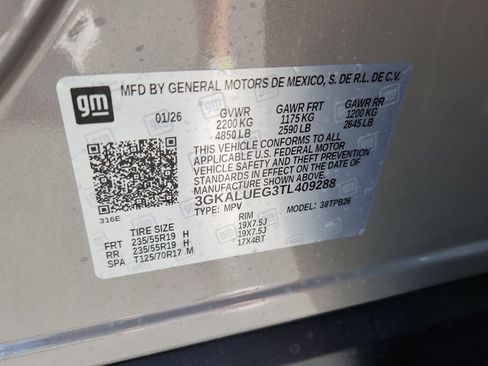 gm
MFD BY GENERAL MOTORS DE MEXICO, S. DE R.L. DE C.V.
01/26 GVWR GAWR FRT GAWR RR
2200 KG 1175 KG 1200 KG
4850 LB 2590 LB 2645 LB
THIS VEHICLE CONFORMS TO ALL
APPLICABLE U.S. FEDERAL MOTOR
VEHICLE SAFETY AND THEFT PREVENTION
STANDARDS IN EFFECT ON THE DATE OF
MANUFACTURE SHOWN ABOVE.
3GKALUEG3TL409288
TYPE: MPV MODEL: 38TPB26
316E
TIRE SIZE RIM
FRT 235/55R19 H 19X7.5J
RR 235/55R19 H 19X7.5J
SPA T125/70R17 M 17X4BT